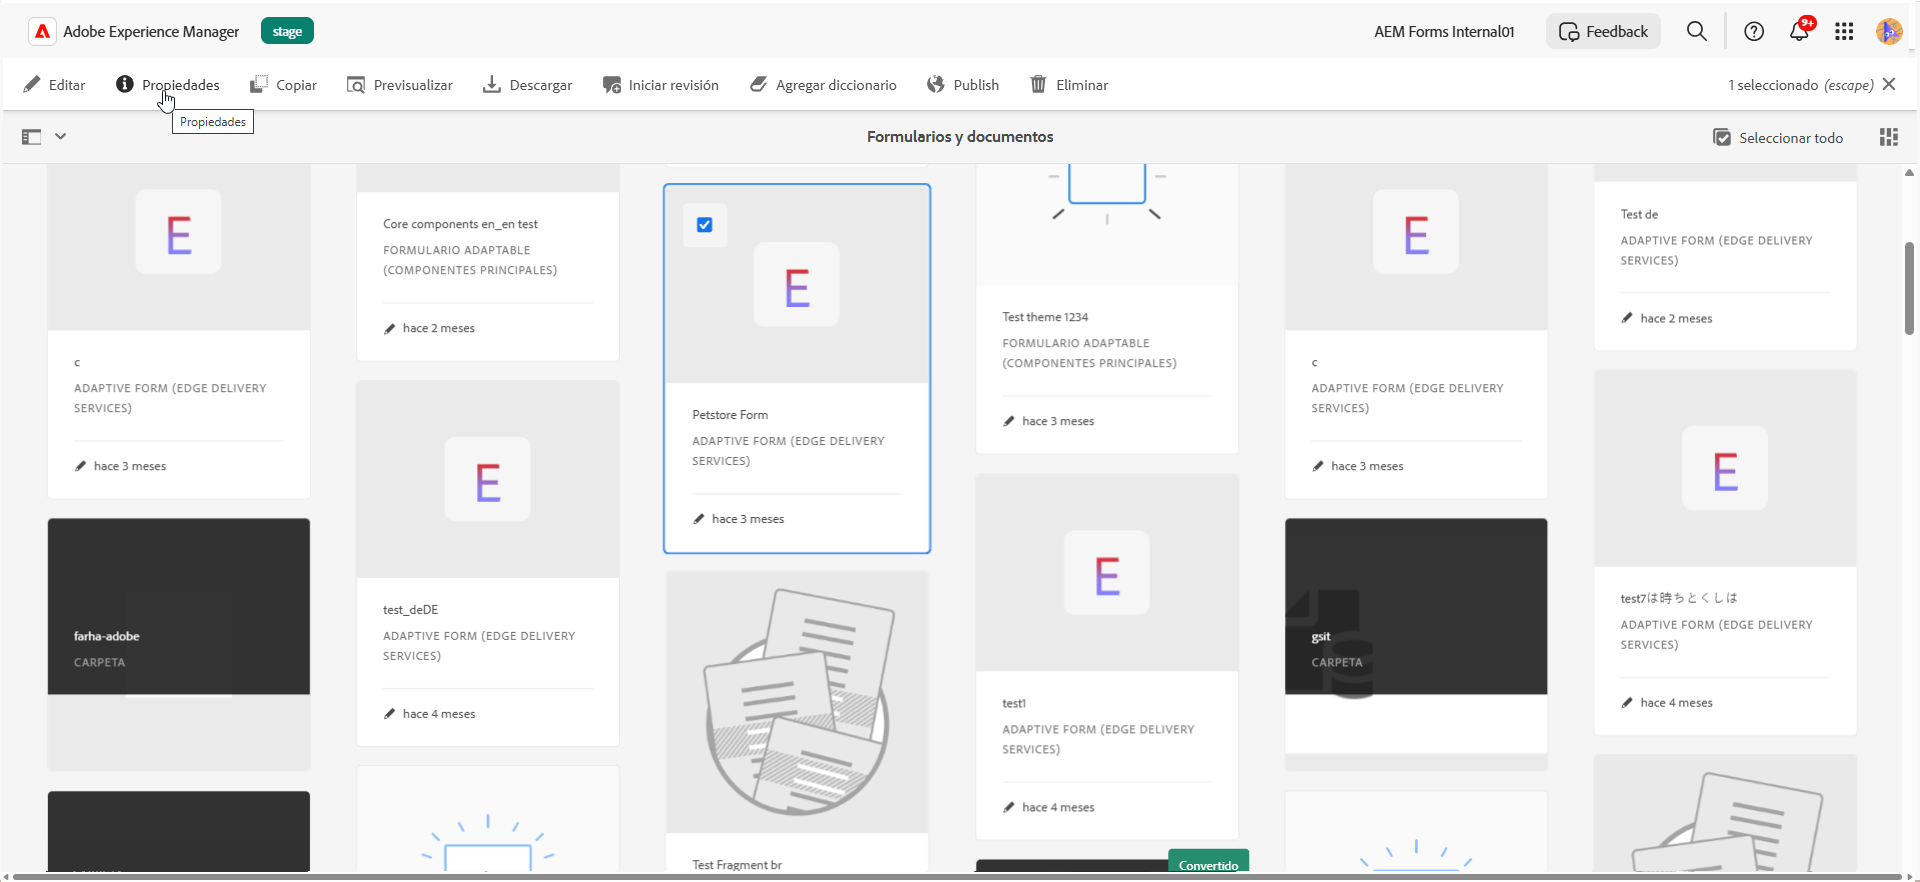 Adobe Experience Manager
stage
AEM Forms Internal01
Feedback
9+
Editar
Propiedades
Copiar
Previsualizar
Descargar
Iniciar revisión
Agregar diccionario
Publish
Eliminar
1 seleccionado (escape)
Propiedades
Formularios y documentos
Seleccionar todo
E
c
ADAPTIVE FORM (EDGE DELIVERY
SERVICES)
hace 3 meses
farha-adobe
CARPETA
Core components en_en test
FORMULARIO ADAPTABLE
(COMPONENTES PRINCIPALES)
hace 2 meses
E
test_deDE
ADAPTIVE FORM (EDGE DELIVERY
SERVICES)
hace 4 meses
E
Petstore Form
ADAPTIVE FORM (EDGE DELIVERY
SERVICES)
hace 3 meses
Test Fragment br
Test theme 1234
FORMULARIO ADAPTABLE
(COMPONENTES PRINCIPALES)
hace 3 meses
E
test1
ADAPTIVE FORM (EDGE DELIVERY
SERVICES)
hace 4 meses
Convertido
E
c
ADAPTIVE FORM (EDGE DELIVERY
SERVICES)
hace 3 meses
gsit
CARPETA
Test de
ADAPTIVE FORM (EDGE DELIVERY
SERVICES)
hace 2 meses
E
test7は時ちとくしは
ADAPTIVE FORM (EDGE DELIVERY
SERVICES)
hace 4 meses